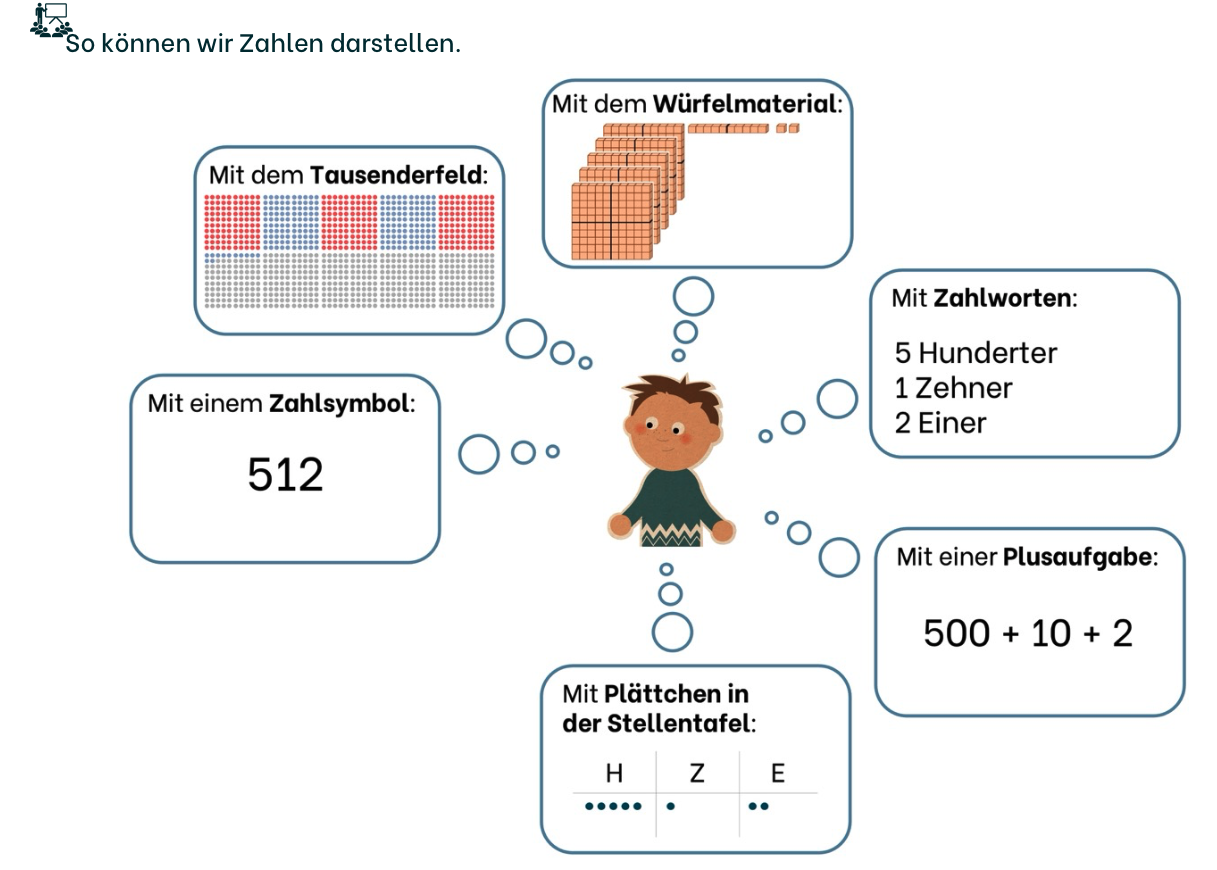 So können wir Zahlen darstellen.
Mit dem Würfelmaterial:
Mit dem Tausenderfeld:
Mit Zahlworten:
5 Hunderter
1 Zehner
2 Einer
Mit einem Zahlsymbol:
512
Mit einer Plusaufgabe:
500 + 10 + 2
Mit Plättchen in
der Stellentafel:
H Z E